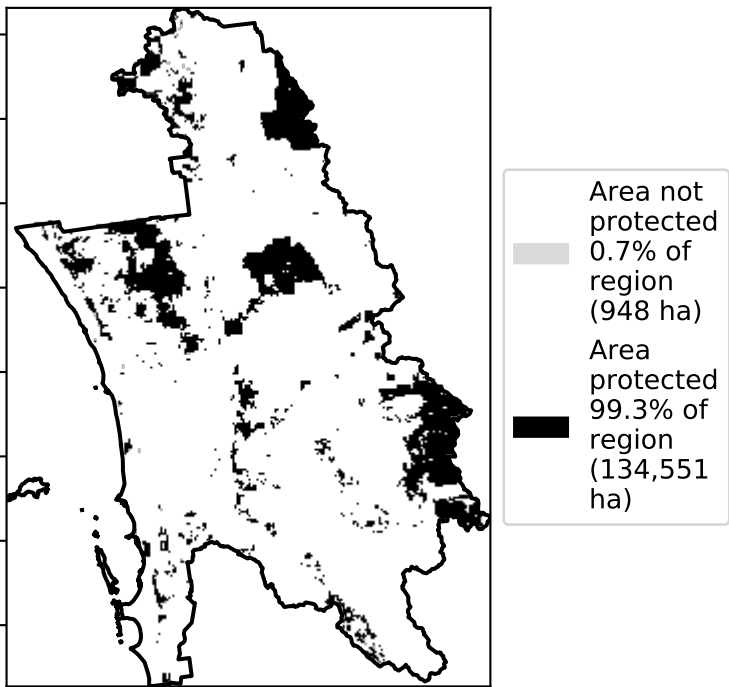 Area not
protected
0.7% of
region
(948 ha)
Area
protected
99.3% of
region
(134,551
ha)